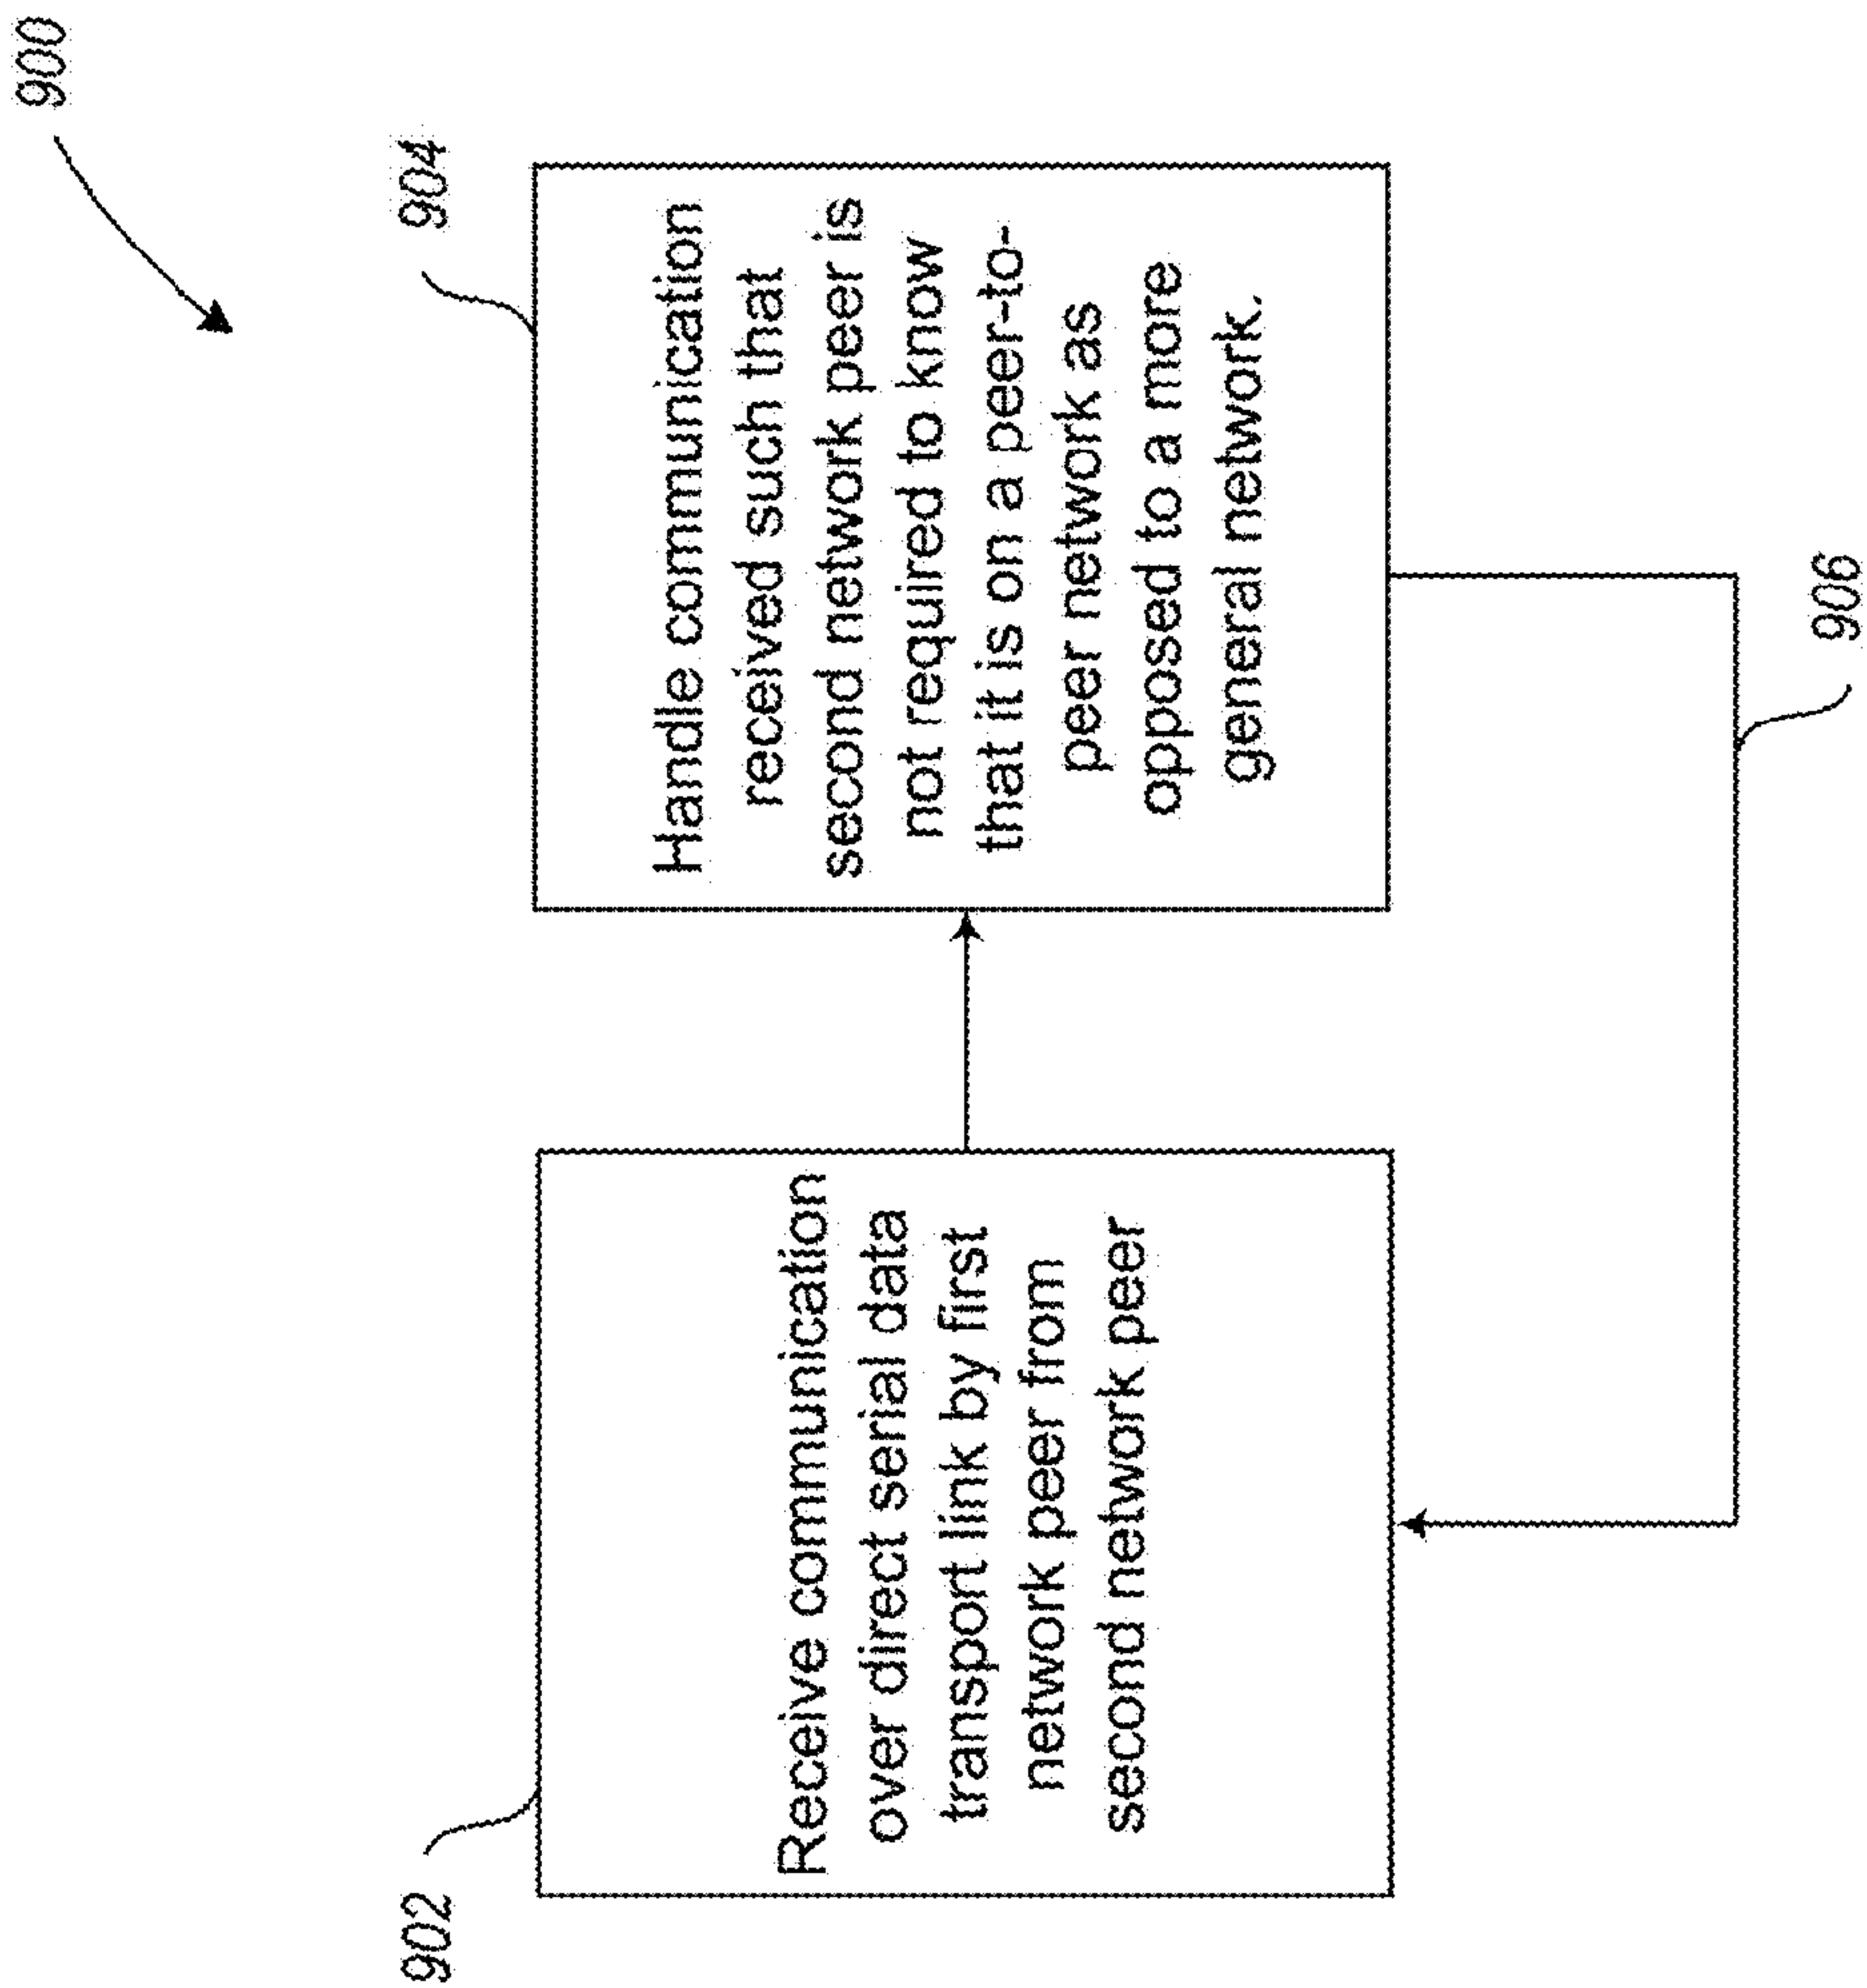 900
902
Receive communication
over direct serial data
transport link by first
network peer from
second network peer
904
Handle communication
received such that
second network peer is
not required to know
that it is on a peer-to-
peer network as
opposed to a more
general network.
906